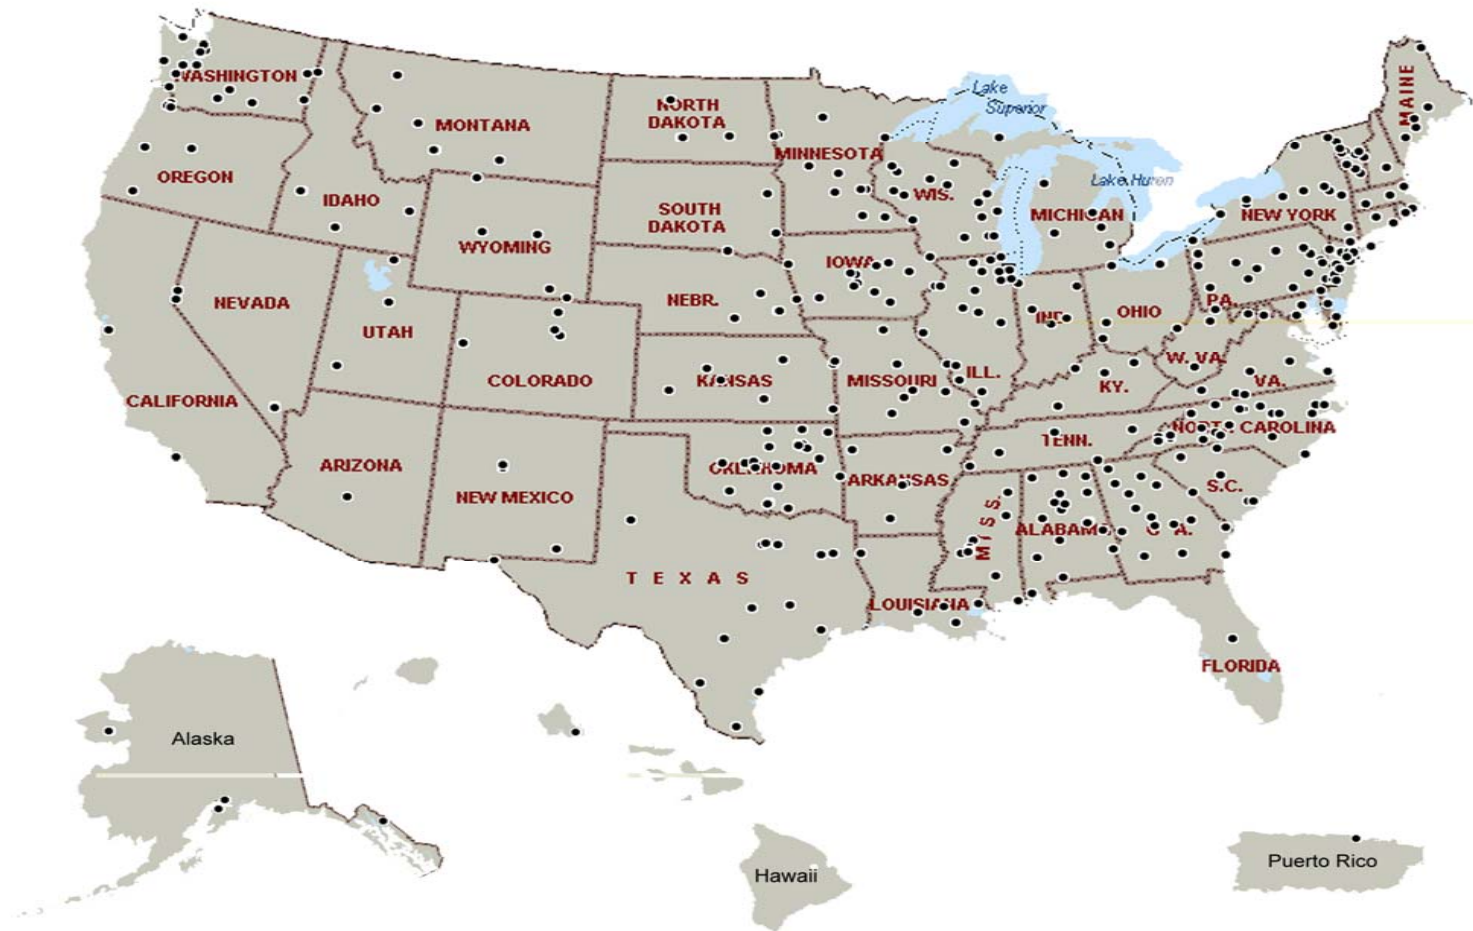 Lake
Superior
MAINE
WASHINGTON
NORTH
DAKOTA
MONTANA
MINNESOTA
OREGON
IDAHO
WIS.
Lake Huron
SOUTH
DAKOTA
MICHIGAN
NEW YORK
WYOMING
IOWA
NEVADA
NEBR.
PA.
UTAH
IND.
OHIO
W. VA.
COLORADO
KANSAS
MISSOURI
ILL.
KY.
VA.
CALIFORNIA
TENN.
NORTH CAROLINA
ARIZONA
OKLAHOMA
NEW MEXICO
ARKANSAS
S.C.
MISS.
ALABAMA
GA.
TEXAS
LOUISIANA
FLORIDA
Alaska
Hawaii
Puerto Rico